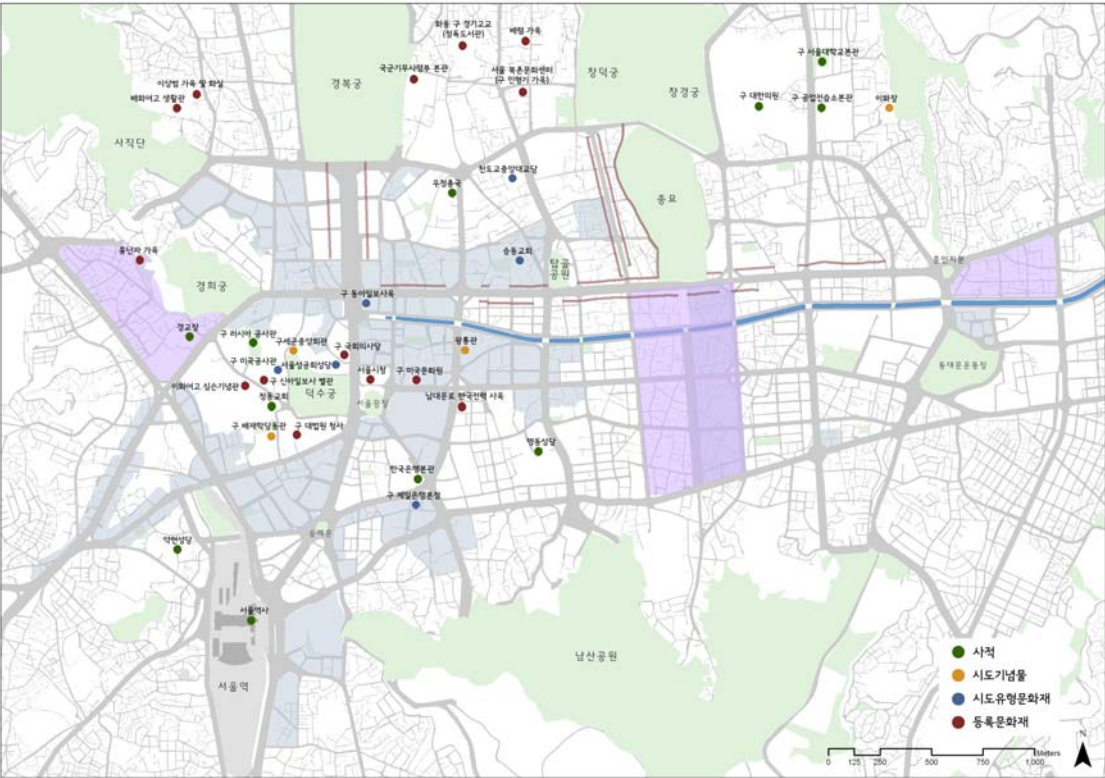 화동 구 경기고교
(정독도서관)
배렴 가옥
구 서울대학교본관
국군기무사령부 본관
서울 북촌문화센터
(구 민형기 가옥)
창덕궁
경복궁
창경궁
이상범 가옥 및 화실
배화여고 생활관
구 대한의원
구 공업전습소본관
이화장
사직단
천도교중앙대교당
우정총국
종묘
홍난파 가옥
승동교회
탑골
공원
흥인지문
경희궁
구 동아일보사옥
경교장
구 러시아 공사관
구세군중앙회관
구 국회의사당
광통관
구 미국공사관
서울성공회성당
동대문운동장
이화여고 심슨기념관
구 신아일보사 별관
서울시청
구 미국문화원
덕수궁
정동교회
서울광장
남대문로 한국전력 사옥
구 배재학당동관
구 대법원 청사
명동성당
한국은행본관
구 제일은행본점
숭례문
약현성당
서울역사
남산공원
서울역
사적
시도기념물
시도유형문화재
등록문화재
N
Meters
0 125 250 500 750 1,000